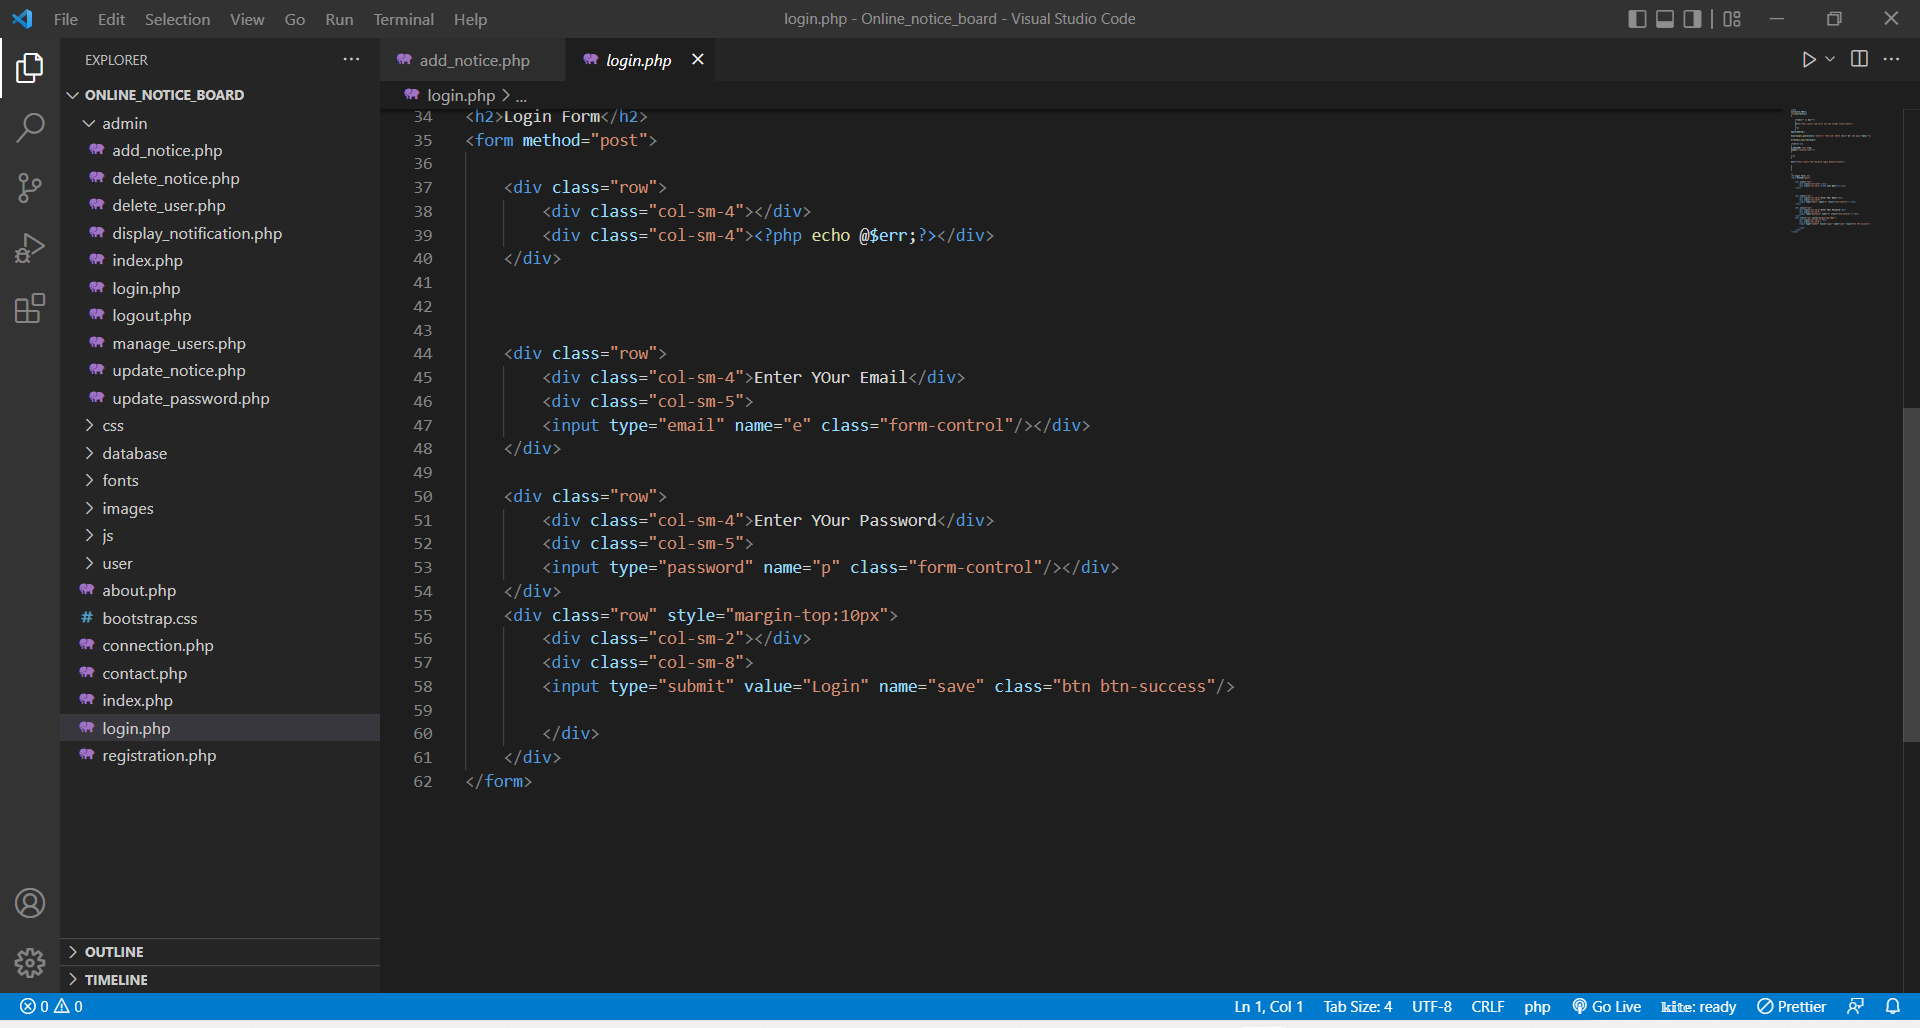 File Edit Selection View Go Run Terminal Help
login.php - Online_notice_board - Visual Studio Code
EXPLORER
ONLINE_NOTICE_BOARD
admin
add_notice.php
delete_notice.php
delete_user.php
display_notification.php
index.php
login.php
logout.php
manage_users.php
update_notice.php
update_password.php
css
database
fonts
images
js
user
about.php
# bootstrap.css
connection.php
contact.php
index.php
login.php
registration.php
OUTLINE
TIMELINE
add_notice.php
login.php
login.php > ...
34 <h2>Login Form</h2>
35 <form method="post">
36
37 <div class="row">
38 <div class="col-sm-4"></div>
39 <div class="col-sm-4"><?php echo @$err;?></div>
40 </div>
41
42
43
44 <div class="row">
45 <div class="col-sm-4">Enter YOur Email</div>
46 <div class="col-sm-5">
47 <input type="email" name="e" class="form-control"/></div>
48 </div>
49
50 <div class="row">
51 <div class="col-sm-4">Enter YOur Password</div>
52 <div class="col-sm-5">
53 <input type="password" name="p" class="form-control"/></div>
54 </div>
55 <div class="row" style="margin-top:10px">
56 <div class="col-sm-2"></div>
57 <div class="col-sm-8">
58 <input type="submit" value="Login" name="save" class="btn btn-success"/>
59
60 </div>
61 </div>
62 </form>
0 0
Ln 1, Col 1 Tab Size: 4 UTF-8 CRLF php Go Live kite: ready Prettier